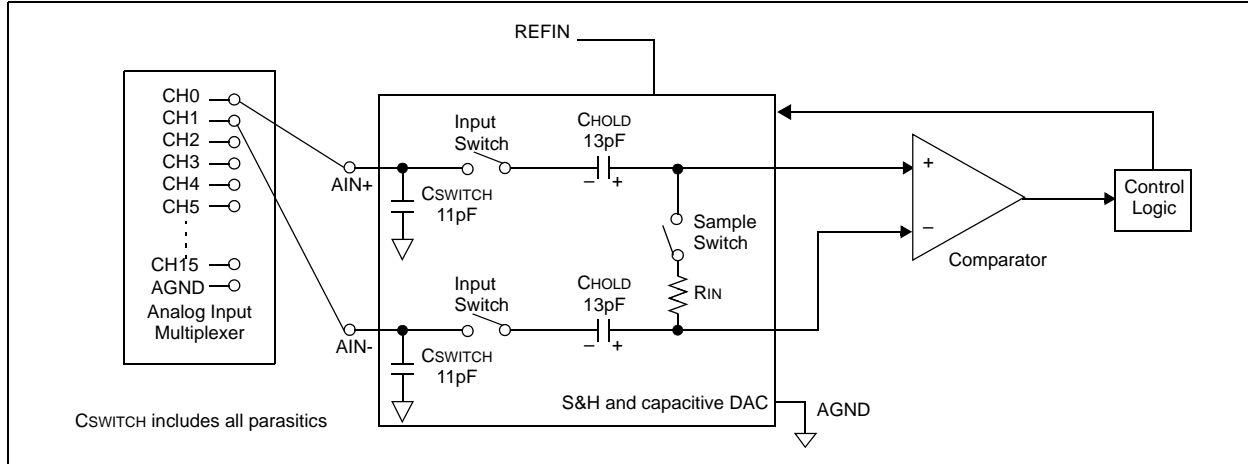 REFIN
CH0
CH1
CH2
CH3
CH4
CH5
CH15
AGND
Analog Input
Multiplexer
AIN+
AIN-
CSWITCH
11pF
Input
Switch
CHOLD
13pF
– +
Sample
Switch
RIN
Input
Switch
CHOLD
13pF
– +
CSWITCH
11pF
S&H and capacitive DAC
AGND
+
–
Comparator
Control
Logic
CSWITCH includes all parasitics